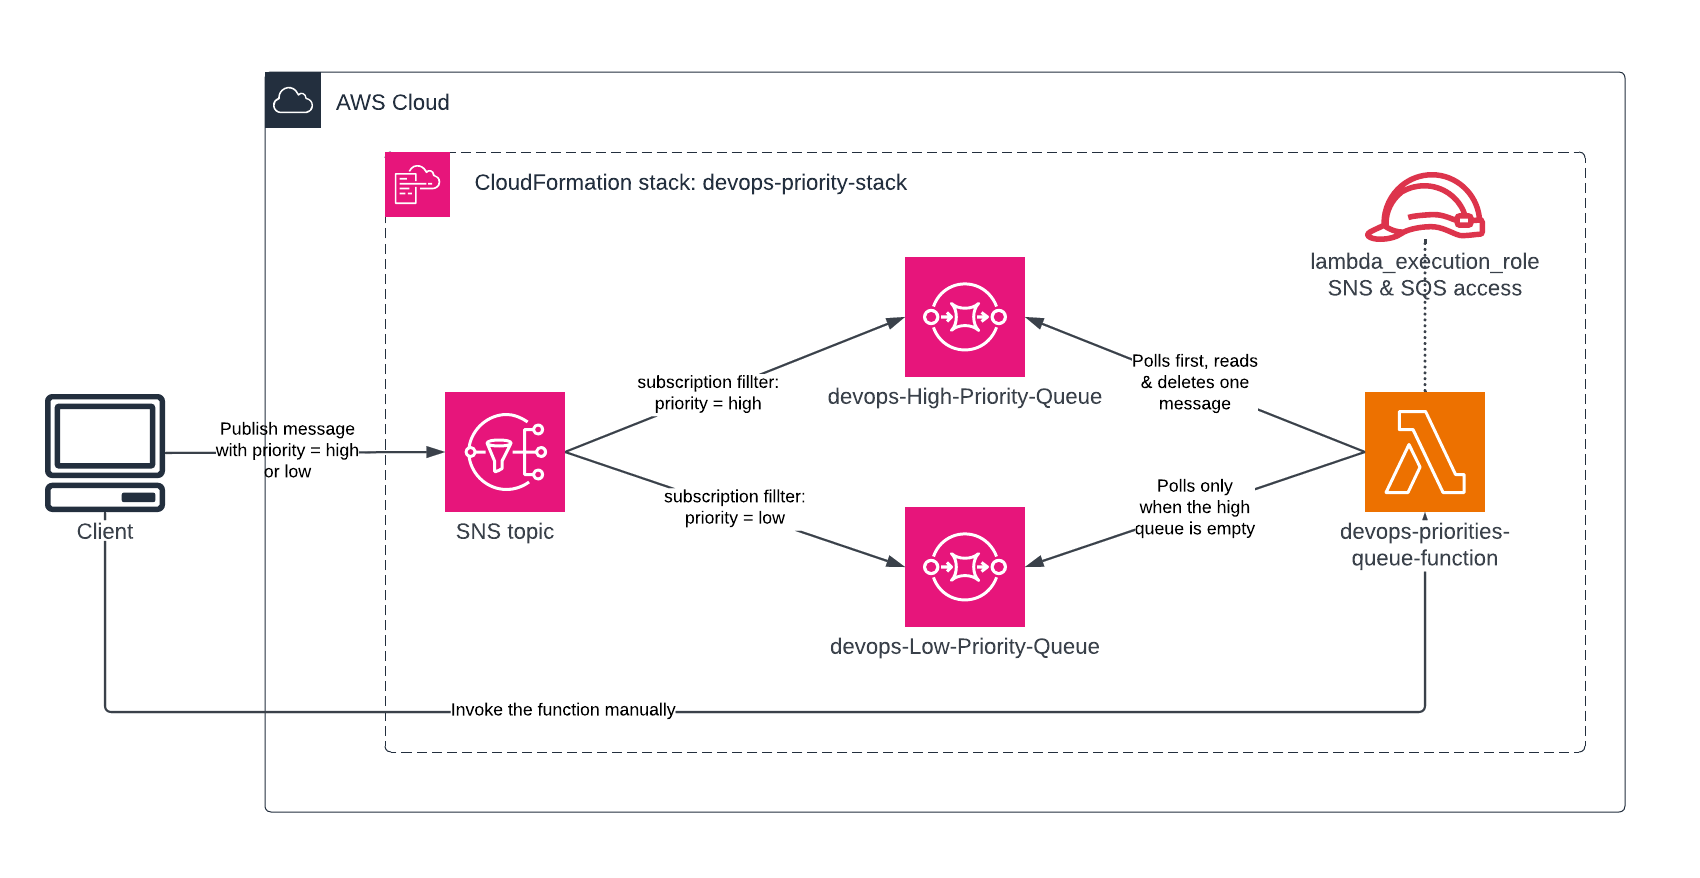 AWS Cloud
CloudFormation stack: devops-priority-stack
lambda_execution_role
SNS & SQS access
Polls first, reads
& deletes one
message
subscription fillter:
priority = high
devops-High-Priority-Queue
Publish message
with priority = high
or low
subscription fillter:
priority = low
Polls only
when the high
queue is empty
Client
SNS topic
devops-priorities-
queue-function
devops-Low-Priority-Queue
Invoke the function manually